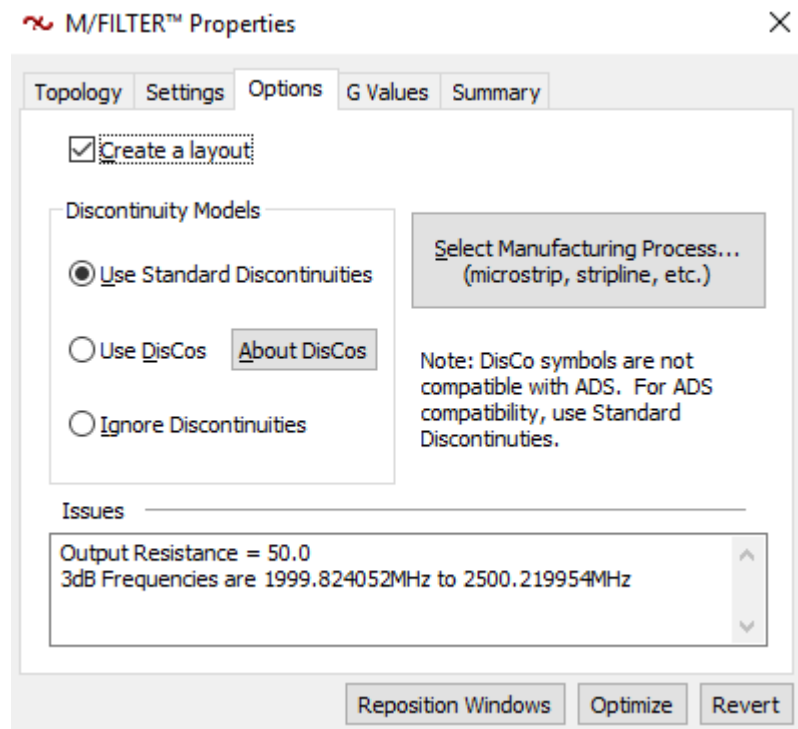 M/FILTER™ Properties
Topology Settings Options G Values Summary
Create a layout
Discontinuity Models
Use Standard Discontinuities
Use DisCos About DisCos
Ignore Discontinuities
Select Manufacturing Process...
(microstrip, stripline, etc.)
Note: DisCo symbols are not
compatible with ADS. For ADS
compatibility, use Standard
Discontinuties.
Issues
Output Resistance = 50.0
3dB Frequencies are 1999.824052MHz to 2500.219954MHz
Reposition Windows Optimize Revert